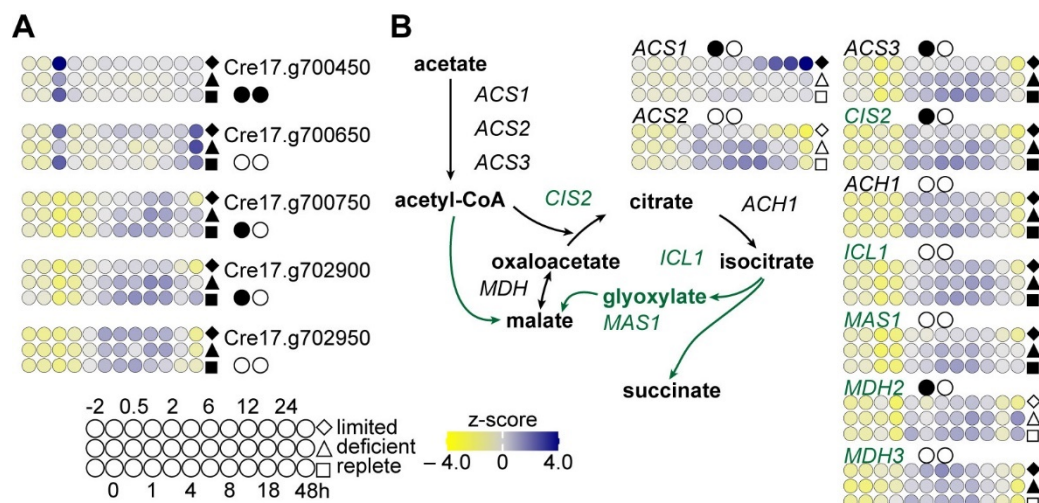 A
Cre17.g700450
Cre17.g700650
Cre17.g700750
Cre17.g702900
Cre17.g702950
-2 0.5 2 6 12 24
limited
deficient
replete
0 1 4 8 18 48h
z-score
– 4.0 0.0 4.0
B
acetate
ACS1
ACS2
ACS3
acetyl-CoA
CIS2
citrate
ACH1
oxaloacetate
ICL1
isocitrate
MDH
glyoxylate
malate
MAS1
succinate
ACS1
ACS2
ACS3
CIS2
ACH1
ICL1
MAS1
MDH2
MDH3